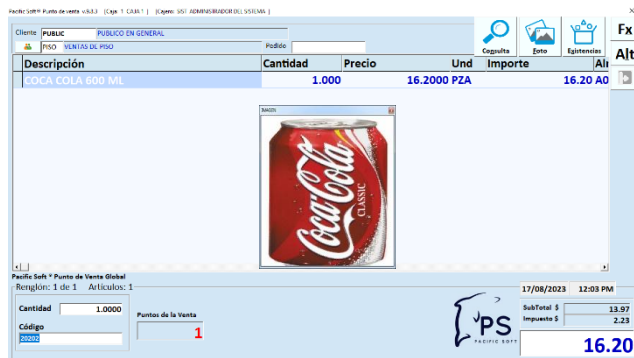 Pacific Soft® Punto de venta v.9.3.3 [Caja 1 CAJA 1 ] [Cajero: SIST ADMINISTRADOR DEL SISTEMA ]
Cliente PUBLIC PUBLICO EN GENERAL
PISO VENTAS DE PISO Pedido
Consulta Foto Existencias
Fx
Alt
Descripción Cantidad Precio Und Importe Alr
COCA COLA 600 ML 1.000 16.2000 PZA 16.20 A0
IMAGEN
Coca-Cola
CLASSIC
Pacific Soft ® Punto de Venta Global
Renglón: 1 de 1 Artículos: 1
17/08/2023 12:03 PM
Cantidad 1.0000
Puntos de la Venta
1
Código
20202
PS
PACIFIC SOFT
SubTotal $ 13.97
Impuesto $ 2.23
16.20